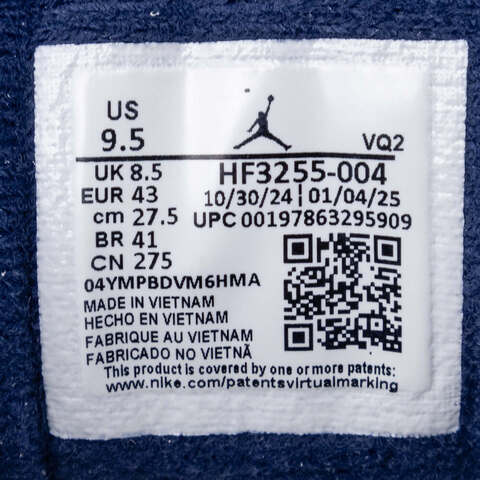 US
9.5
VQ2
UK 8.5
EUR 43
cm 27.5
BR 41
CN 275
HF3255-004
10/30/24 | 01/04/25
UPC 00197863295909
04YMPBDVM6HMA
MADE IN VIETNAM
HECHO EN VIETNAM
FABRIQUE AU VIETNAM
FABRICADO NO VIETNÃ
This product is covered by one or more patents:
www.nike.com/patentsvirtualmarking